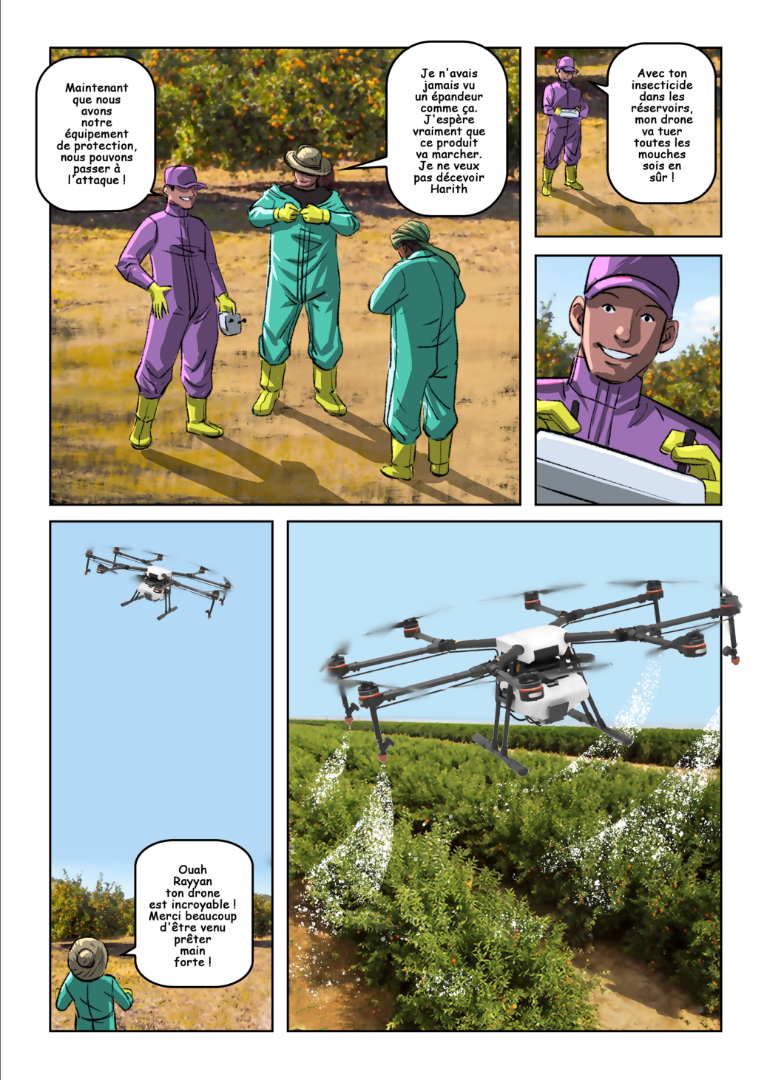 Maintenant
que nous
avons
notre
équipement
de protection,
nous pouvons
passer à
l'attaque !
Je n'avais
jamais vu
un épandeur
comme ça.
J'espère
vraiment que
ce produit
va marcher.
Je ne veux
pas décevoir
Harith
Avec ton
insecticide
dans les
réservoirs,
mon drone
va tuer
toutes les
mouches
sois en
sûr !
Ouah
Rayyan
ton drone
est incroyable !
Merci beaucoup
d'être venu
prêter
main
forte !